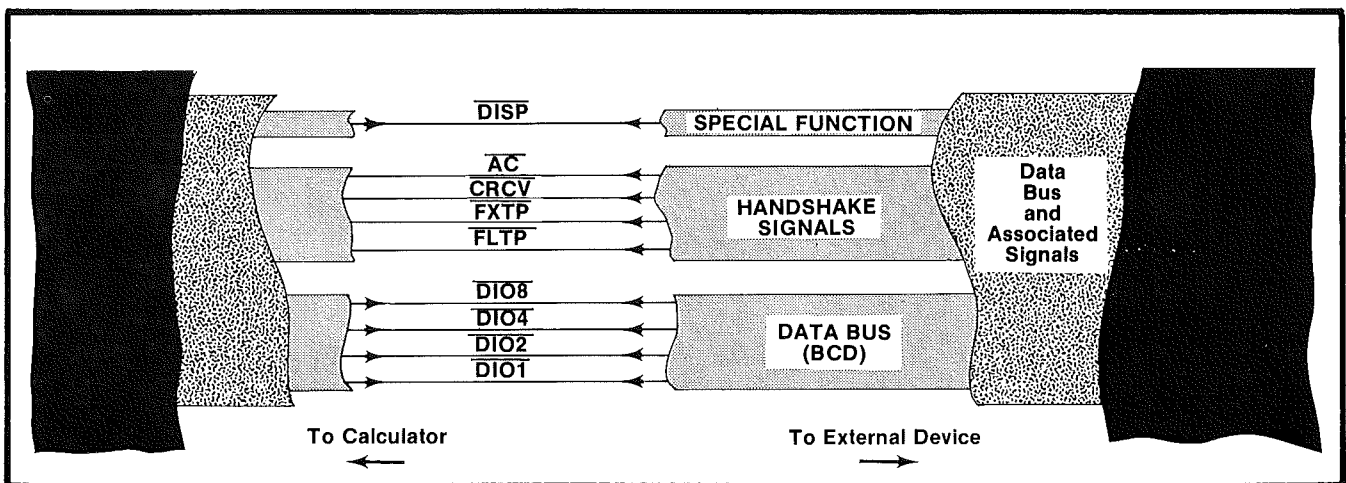 DISP
SPECIAL FUNCTION
AC
CRCV
FXTP
FLTP
HANDSHAKE
SIGNALS
Data
Bus
and
Associated
Signals
DIO8
DIO4
DIO2
DIO1
DATA BUS
(BCD)
To Calculator
To External Device